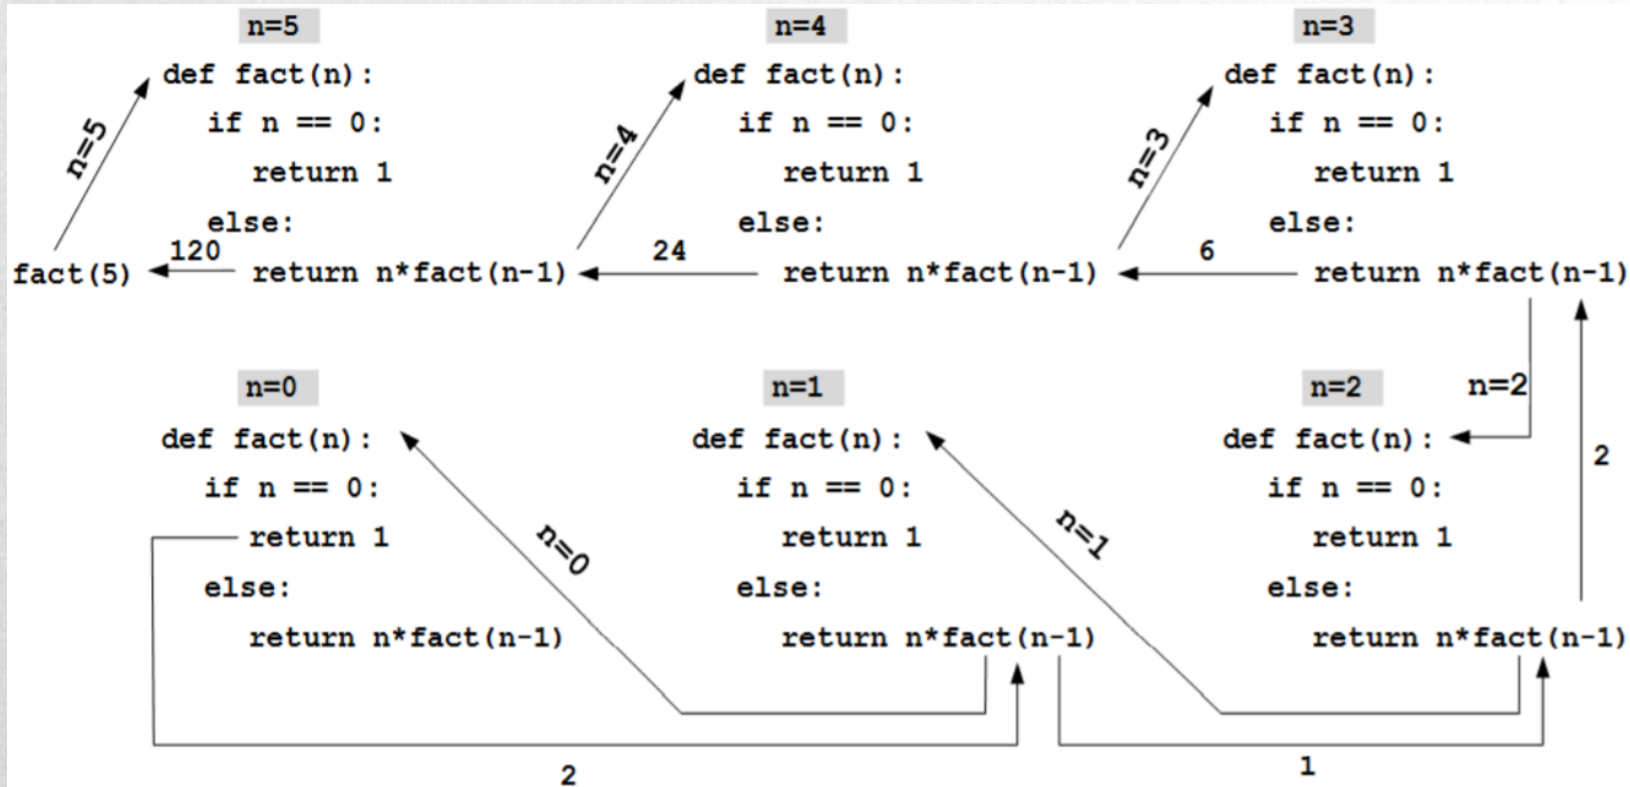 n=5
def fact(n):
if n == 0:
return 1
else:
return n*fact(n-1)
n=5
fact(5)
120
n=4
def fact(n):
if n == 0:
return 1
else:
return n*fact(n-1)
n=4
24
n=3
def fact(n):
if n == 0:
return 1
else:
return n*fact(n-1)
n=3
6
n=0
def fact(n):
if n == 0:
return 1
else:
return n*fact(n-1)
n=0
2
n=1
def fact(n):
if n == 0:
return 1
else:
return n*fact(n-1)
n=1
1
n=2
def fact(n):
if n == 0:
return 1
else:
return n*fact(n-1)
n=2
2